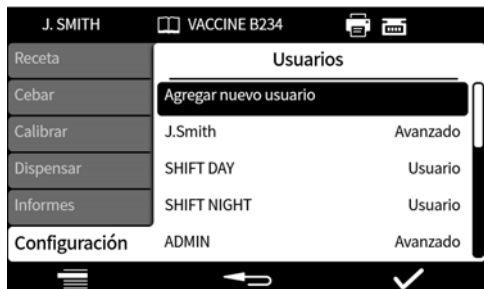 J. SMITH VACCINE B234
Receta
Cebar
Calibrar
Dispensar
Informes
Configuración
Usuarios
Agregar nuevo usuario
J.Smith Avanzado
SHIFT DAY Usuario
SHIFT NIGHT Usuario
ADMIN Avanzado